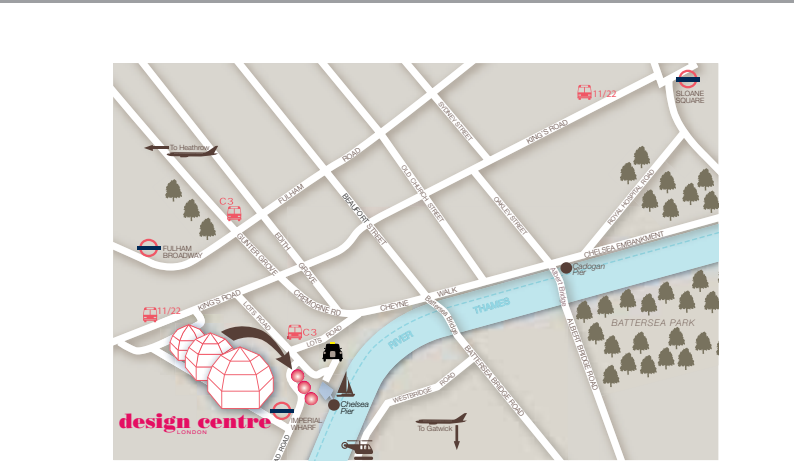 11/22
SLOANE
SQUARE
SYDNEY STREET
KING'S ROAD
To Heathrow
FULHAM ROAD
OLD CHURCH STREET
ROYAL HOSPITAL ROAD
C3
BEAUFORT STREET
OAKLEY STREET
GUNTER GROVE
EDITH GROVE
FULHAM
BROADWAY
CHELSEA EMBANKMENT
Cadogan
Pier
Albert Bridge
KING'S ROAD
CREMORNE RD
CHEYNE WALK
Battersea Bridge
THAMES
11/22
LOTS ROAD
C3
LOTS ROAD
RIVER
BATTERSEA PARK
ALBERT BRIDGE ROAD
BATTERSEA BRIDGE ROAD
WESTBRIDGE ROAD
Chelsea
Pier
design centre
LONDON
IMPERIAL
WHARF
To Gatwick
AD ROAD